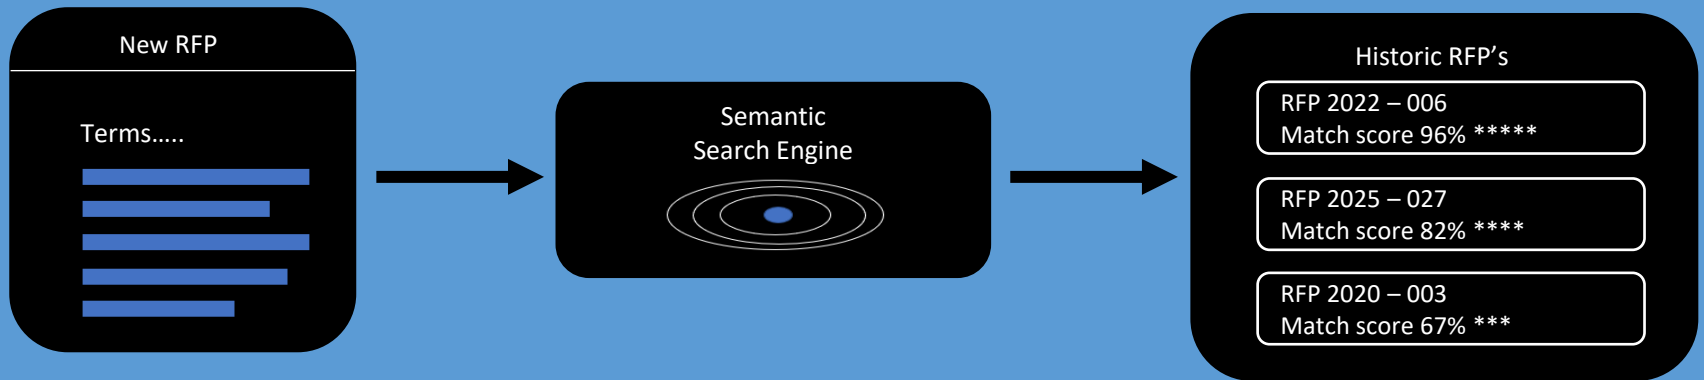 New RFP
Terms.....
Semantic
Search Engine
Historic RFP’s
RFP 2022 – 006
Match score 96% *****
RFP 2025 – 027
Match score 82% ****
RFP 2020 – 003
Match score 67% ***